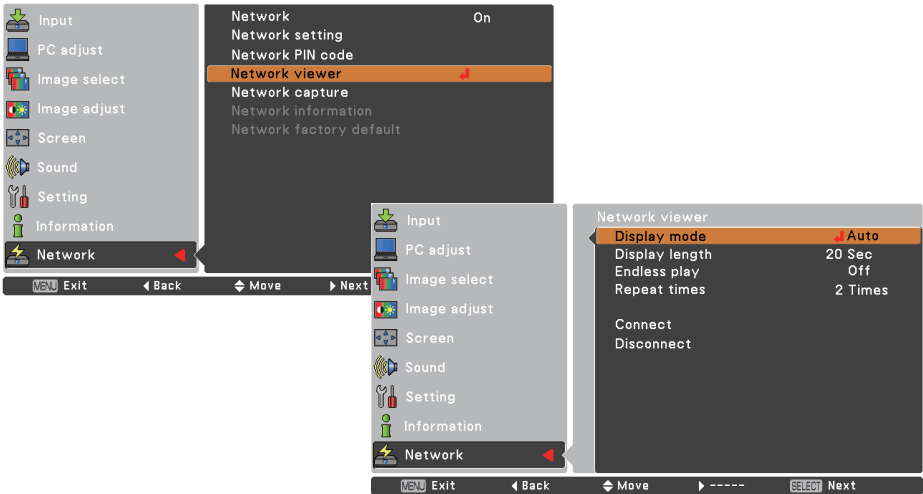 Input
PC adjust
Image select
Image adjust
Screen
Sound
Setting
Information
Network
Network On
Network setting
Network PIN code
Network viewer
Network capture
Network information
Network factory default
MENU Exit Back Move Next
Input
PC adjust
Image select
Image adjust
Screen
Sound
Setting
Information
Network
Network viewer
Display mode Auto
Display length 20 Sec
Endless play Off
Repeat times 2 Times
Connect
Disconnect
MENU Exit Back Move ----- SELECT Next